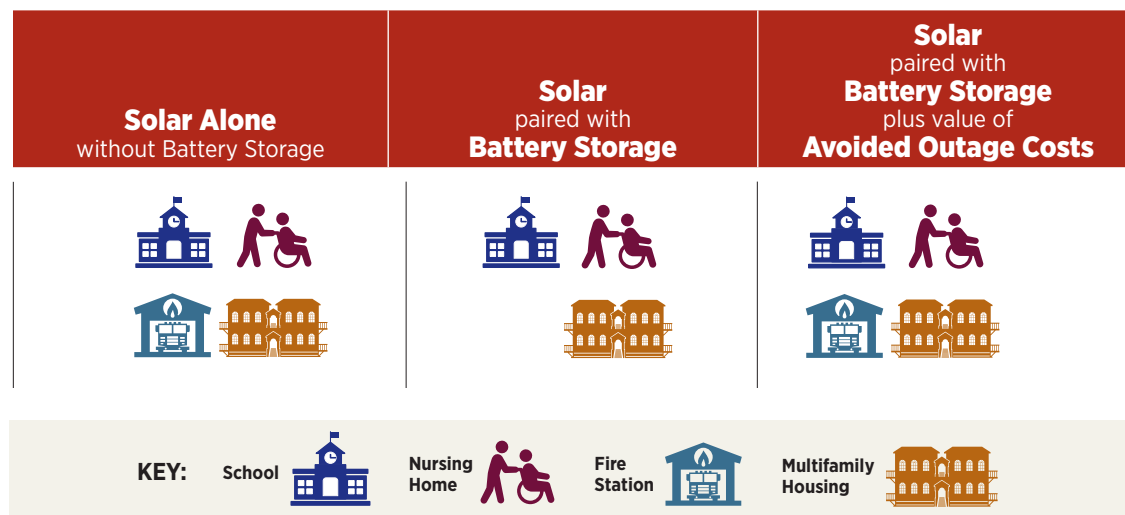 Solar Alone
without Battery Storage
Solar
paired with
Battery Storage
Solar
paired with
Battery Storage
plus value of
Avoided Outage Costs
KEY:
School
Nursing
Home
Fire
Station
Multifamily
Housing